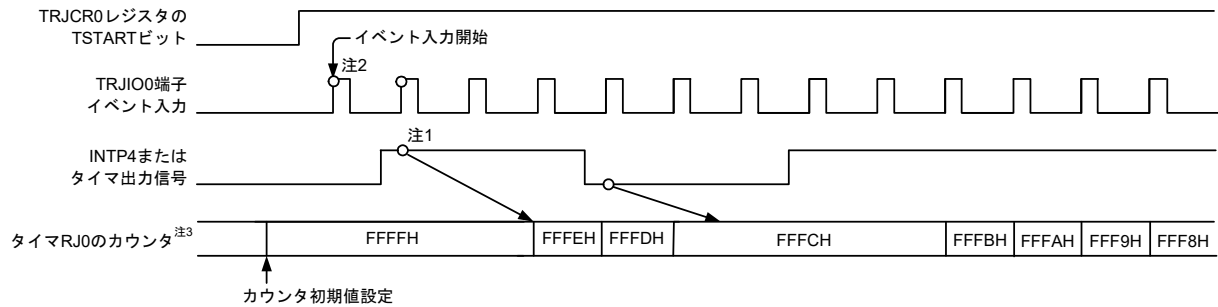 TRJCR0レジスタの
TSTARTビット
イベント入力開始
注2
TRJIO0端子
イベント入力
注1
INTP4または
タイマ出力信号
タイマRJ0のカウンタ注3
FFFFH
FFFEH
FFFDH
FFFCH
FFFBH
FFFAH
FFF9H
FFF8H
カウンタ初期値設定